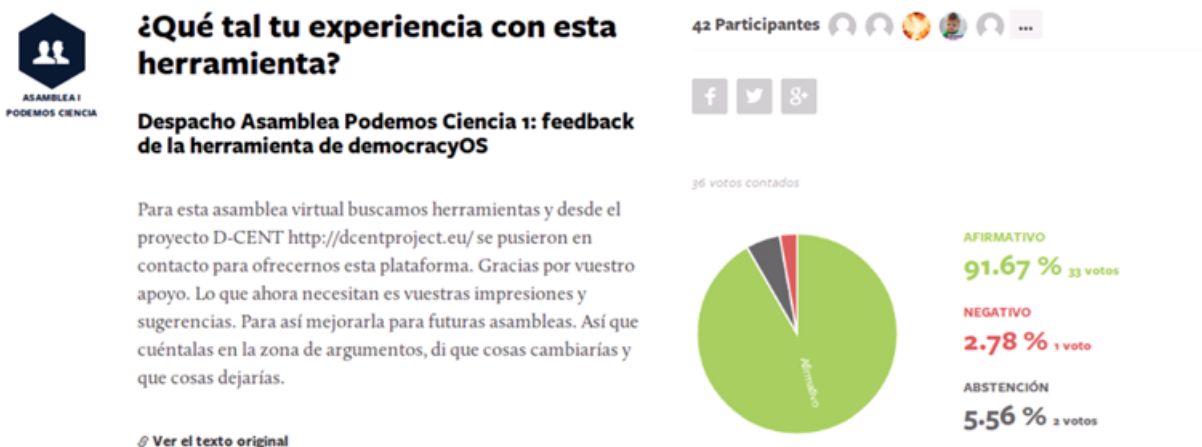 ASAMBLEA I
PODEMOS CIENCIA
¿Qué tal tu experiencia con esta
herramienta?
Despacho Asamblea Podemos Ciencia 1: feedback
de la herramienta de democracyOS
Para esta asamblea virtual buscamos herramientas y desde el
proyecto D-CENT http://dcentproject.eu/ se pusieron en
contacto para ofrecernos esta plataforma. Gracias por vuestro
apoyo. Lo que ahora necesitan es vuestras impresiones y
sugerencias. Para así mejorarla para futuras asambleas. Así que
cuéntalas en la zona de argumentos, di que cosas cambiarías y
que cosas dejarías.
Ver el texto original
42 Participantes ...
f 8+
36 votos contados
Afirmativo
AFIRMATIVO
91.67 % 33 votos
NEGATIVO
2.78 % 1 voto
ABSTENCIÓN
5.56 % 2 votos